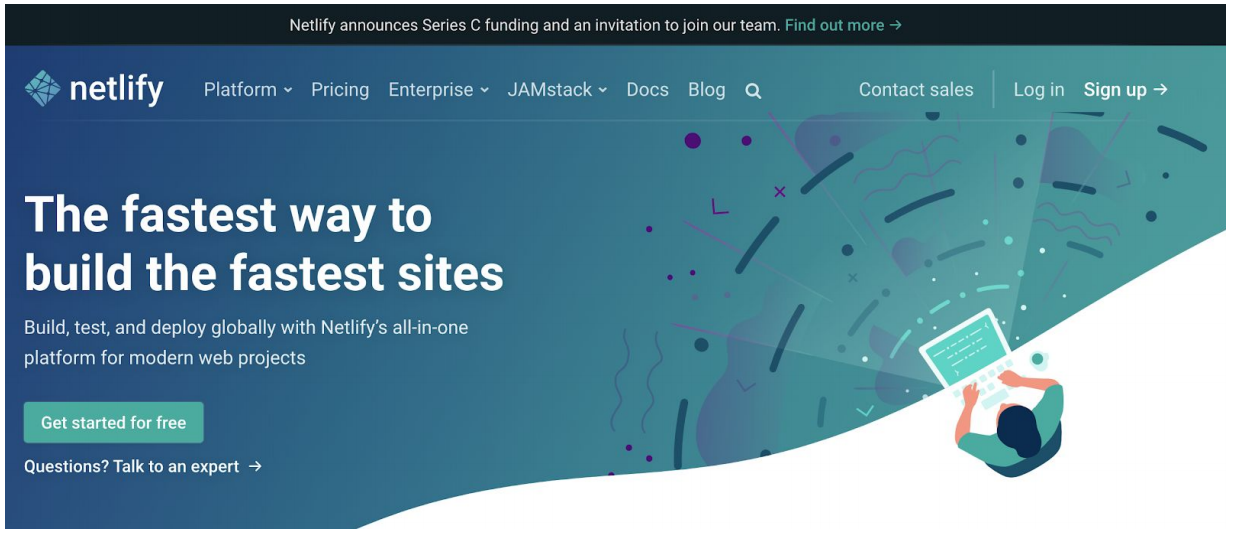 Netlify announces Series C funding and an invitation to join our team. Find out more →
netlify Platform Pricing Enterprise JAMstack Docs Blog Contact sales Log in Sign up →
The fastest way to
build the fastest sites
Build, test, and deploy globally with Netlify’s all-in-one
platform for modern web projects
Get started for free
Questions? Talk to an expert →